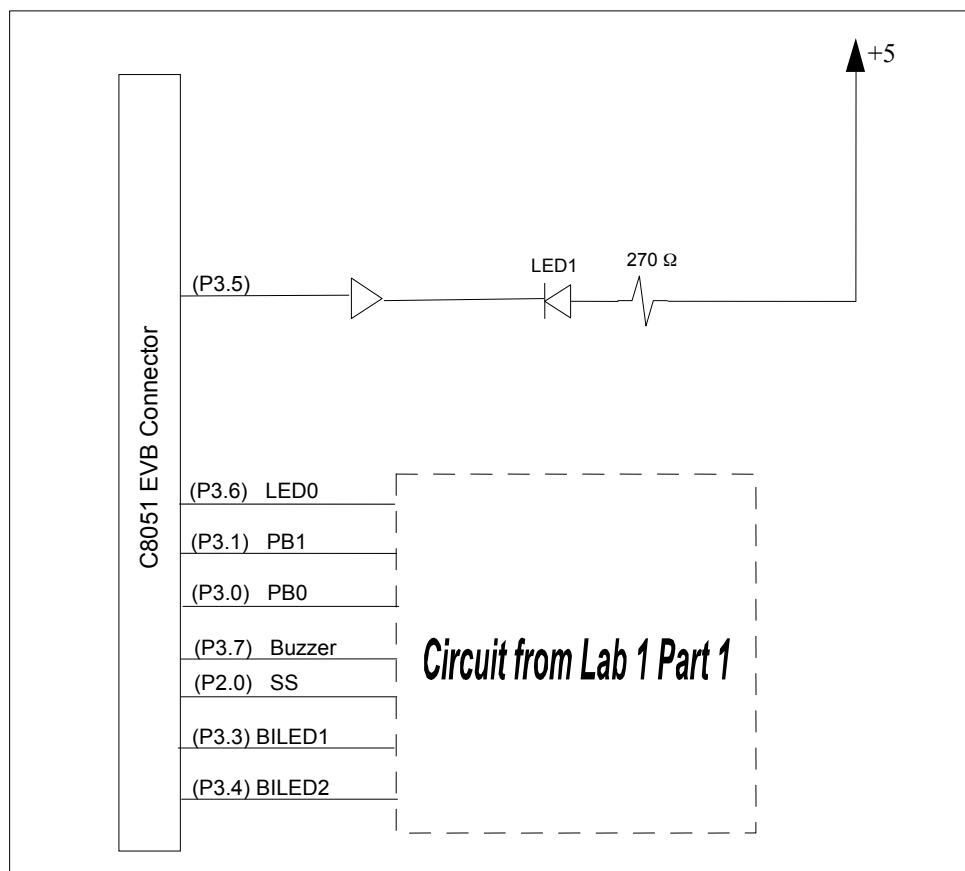 +5
(P3.5)
LED1
270 Ω
C8051 EVB Connector
(P3.6) LED0
(P3.1) PB1
(P3.0) PB0
(P3.7) Buzzer
(P2.0) SS
(P3.3) BILED1
(P3.4) BILED2
Circuit from Lab 1 Part 1